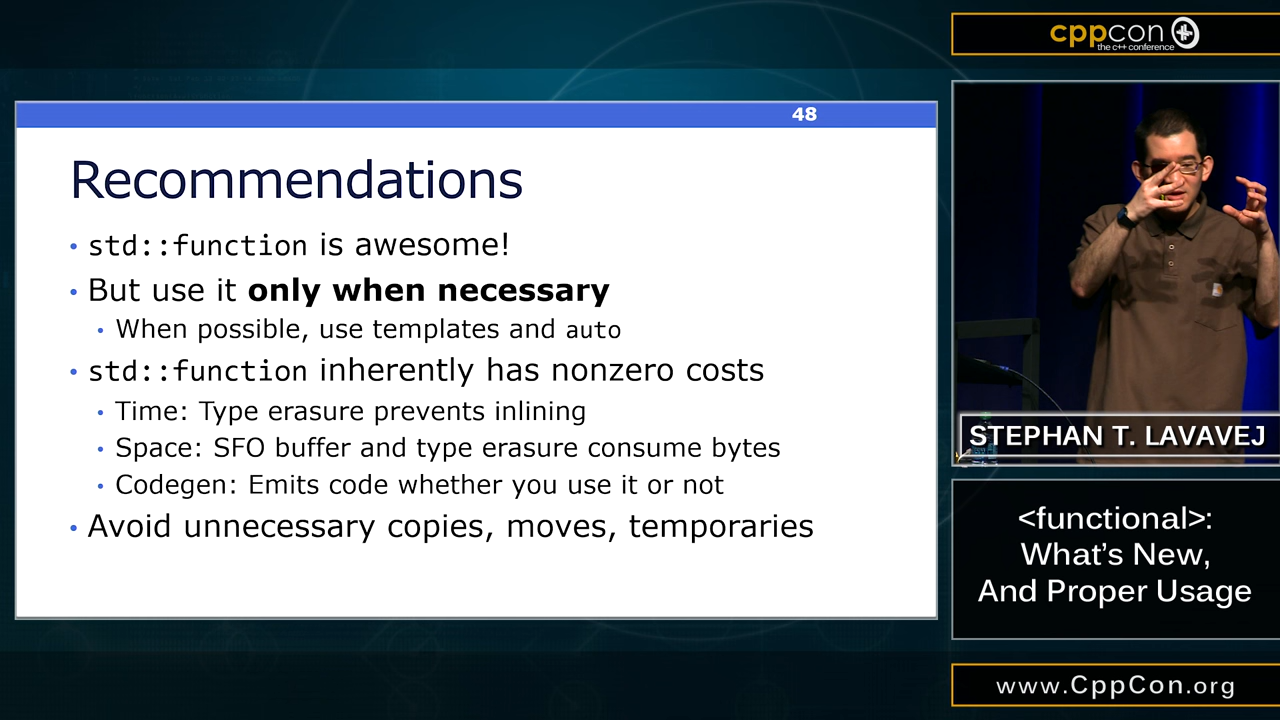 48
Recommendations
• std::function is awesome!
• But use it only when necessary
• When possible, use templates and auto
• std::function inherently has nonzero costs
• Time: Type erasure prevents inlining
• Space: SFO buffer and type erasure consume bytes
• Codegen: Emits code whether you use it or not
• Avoid unnecessary copies, moves, temporaries
cppcon
the c++ conference
STEPHAN T. LAVAVEJ
<functional>:
What's New,
And Proper Usage
www.CppCon.org